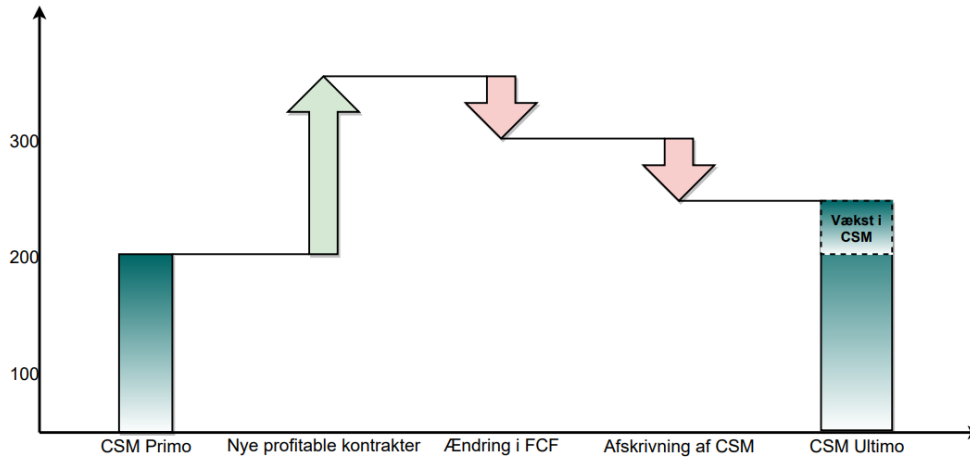 300
200
100
Vækst i
CSM
CSM Primo
Nye profitable kontrakter
Ændring i FCF
Afskrivning af CSM
CSM Ultimo